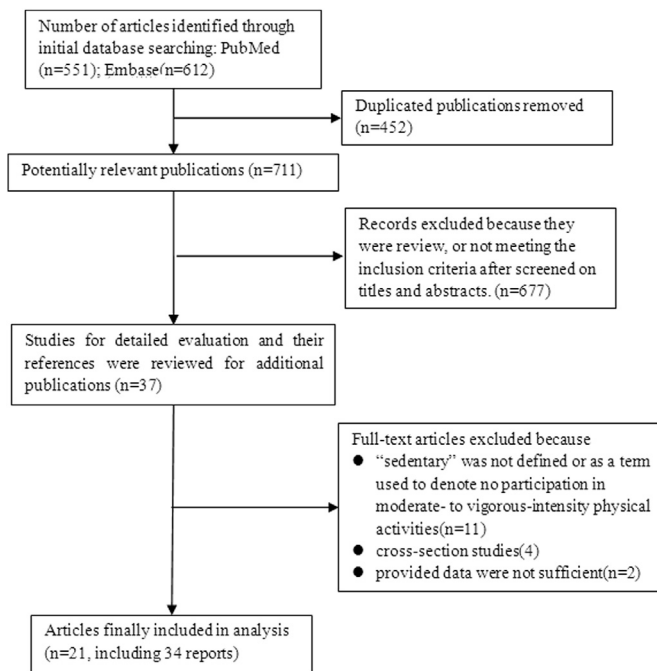 Number of articles identified through
initial database searching: PubMed
(n=551); Embase(n=612)
Duplicated publications removed
(n=452)
Potentially relevant publications (n=711)
Records excluded because they
were review, or not meeting the
inclusion criteria after screened on
titles and abstracts. (n=677)
Studies for detailed evaluation and their
references were reviewed for additional
publications (n=37)
Full-text articles excluded because
● “sedentary” was not defined or as a term
used to denote no participation in
moderate- to vigorous-intensity physical
activities(n=11)
● cross-section studies(4)
● provided data were not sufficient(n=2)
Articles finally included in analysis
(n=21, including 34 reports)